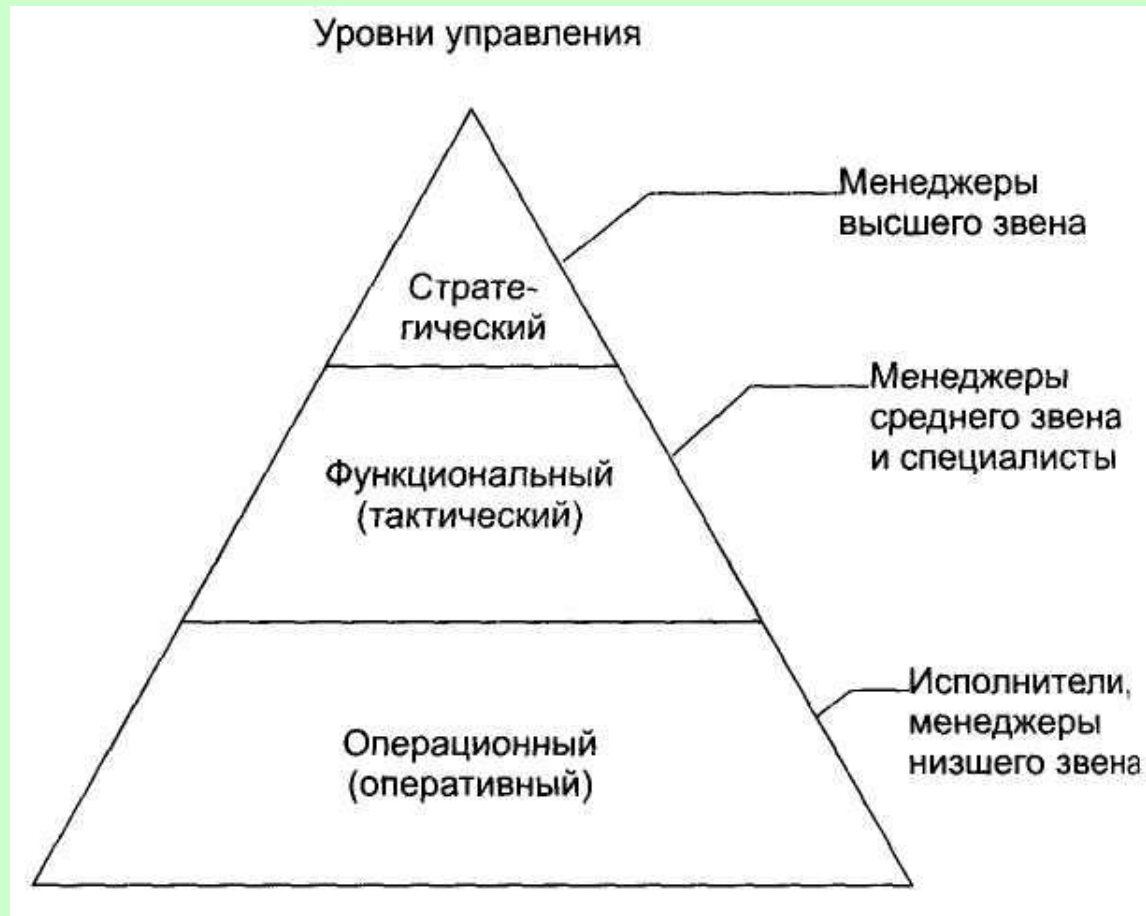 Уровни управления
Менеджеры
высшего звена
Страте-
гический
Менеджеры
среднего звена
и специалисты
Функциональный
(тактический)
Исполнители,
менеджеры
низшего звена
Операционный
(оперативный)